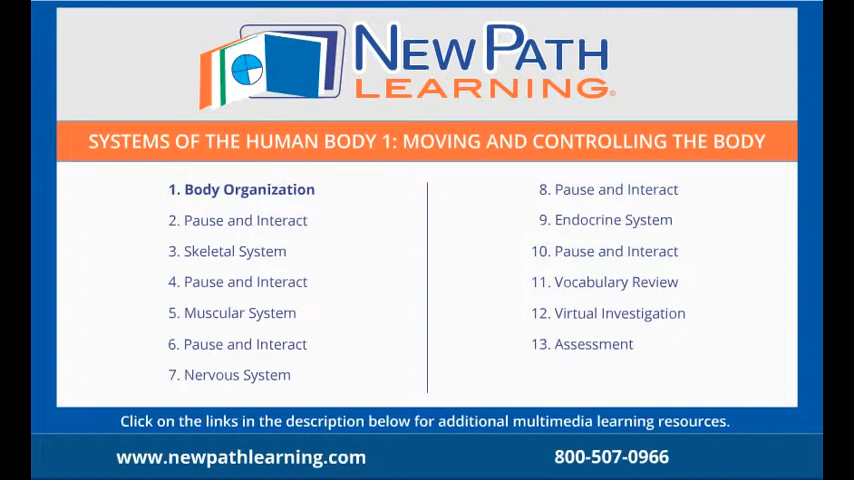 NEWPATH
LEARNING®
SYSTEMS OF THE HUMAN BODY 1: MOVING AND CONTROLLING THE BODY
1. Body Organization
2. Pause and Interact
3. Skeletal System
4. Pause and Interact
5. Muscular System
6. Pause and Interact
7. Nervous System
8. Pause and Interact
9. Endocrine System
10. Pause and Interact
11. Vocabulary Review
12. Virtual Investigation
13. Assessment
Click on the links in the description below for additional multimedia learning resources.
www.newpathlearning.com
800-507-0966